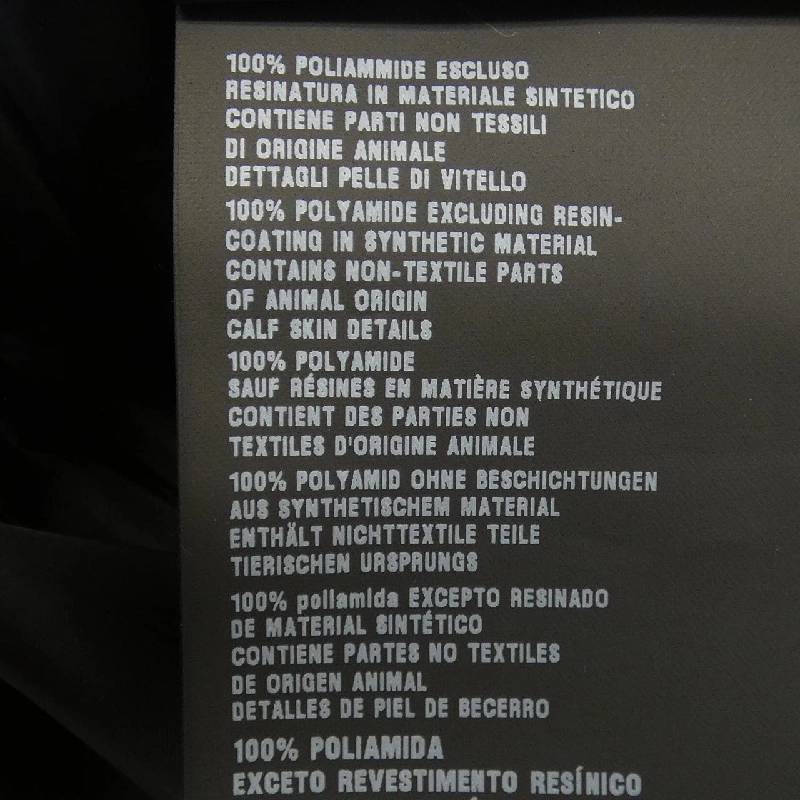 100% POLIAMMIDE ESCLUSO
RESINATURA IN MATERIALE SINTETICO
CONTIENE PARTI NON TESSILI
DI ORIGINE ANIMALE
DETTAGLI PELLE DI VITELLO
100% POLYAMIDE EXCLUDING RESIN-
COATING IN SYNTHETIC MATERIAL
CONTAINS NON-TEXTILE PARTS
OF ANIMAL ORIGIN
CALF SKIN DETAILS
100% POLYAMIDE
SAUF RÉSINES EN MATIÈRE SYNTHÉTIQUE
CONTIENT DES PARTIES NON
TEXTILES D'ORIGINE ANIMALE
100% POLYAMID OHNE BESCHICHTUNGEN
AUS SYNTHETISCHEM MATERIAL
ENTHÄLT NICHTTEXTILE TEILE
TIERISCHEN URSPRUNGS
100% poliamida EXCEPTO RESINADO
DE MATERIAL SINTÉTICO
CONTIENE PARTES NO TEXTILES
DE ORIGEN ANIMAL
DETALLES DE PIEL DE BECERRO
100% POLIAMIDA
EXCETO REVESTIMENTO RESÍNICO